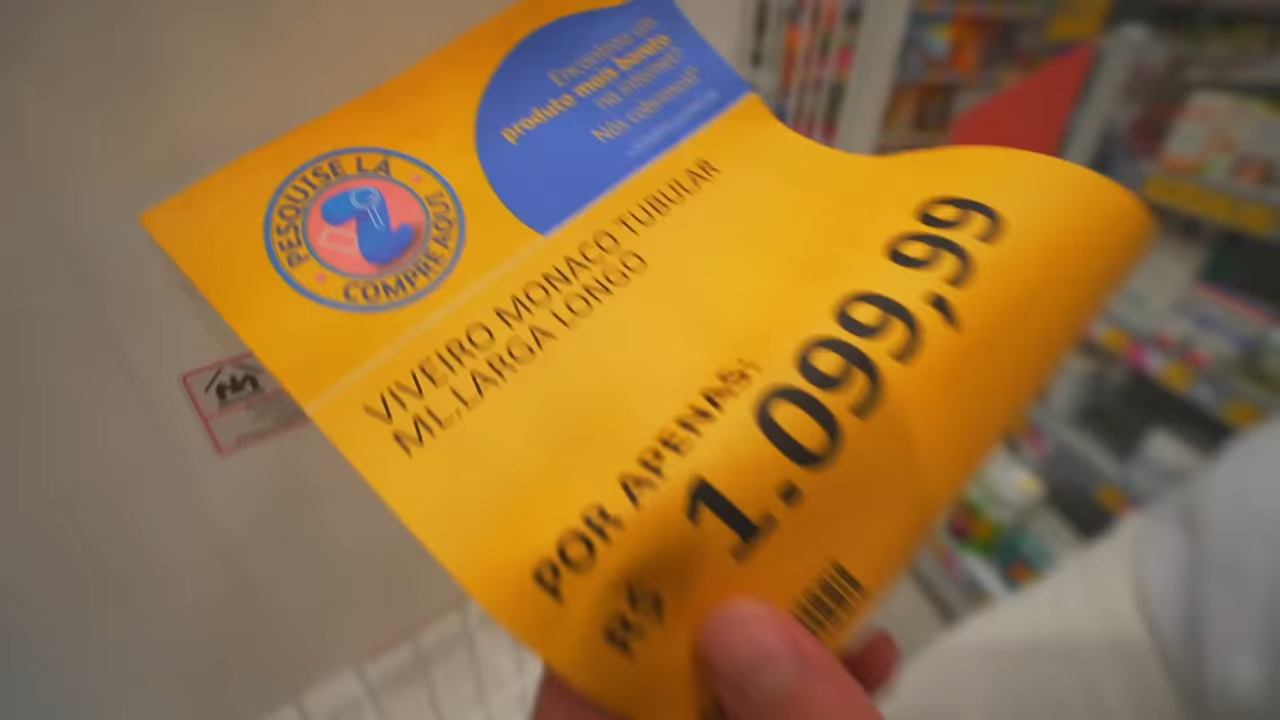 Encontrou um
produto mais barato
na internet?
Nós cobrimos!*
PESQUISE LÁ
COMPRE AQUI
VIVEIRO MONACO TUBULAR
ML LARGA LONGO
POR APENAS:
R$ 1.099,99